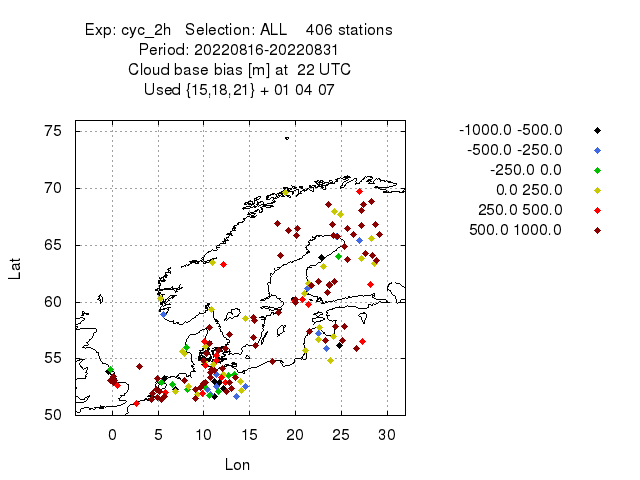 Exp: cyc_2h   Selection: ALL    406 stations
Period: 20220816-20220831
Cloud base bias [m] at  22 UTC
Used {15,18,21} + 01 04 07
-1000.0 -500.0
-500.0 -250.0
-250.0 0.0
0.0 250.0
250.0 500.0
500.0 1000.0
75
70
65
60
55
50
Lat
0 5 10 15 20 25 30
Lon